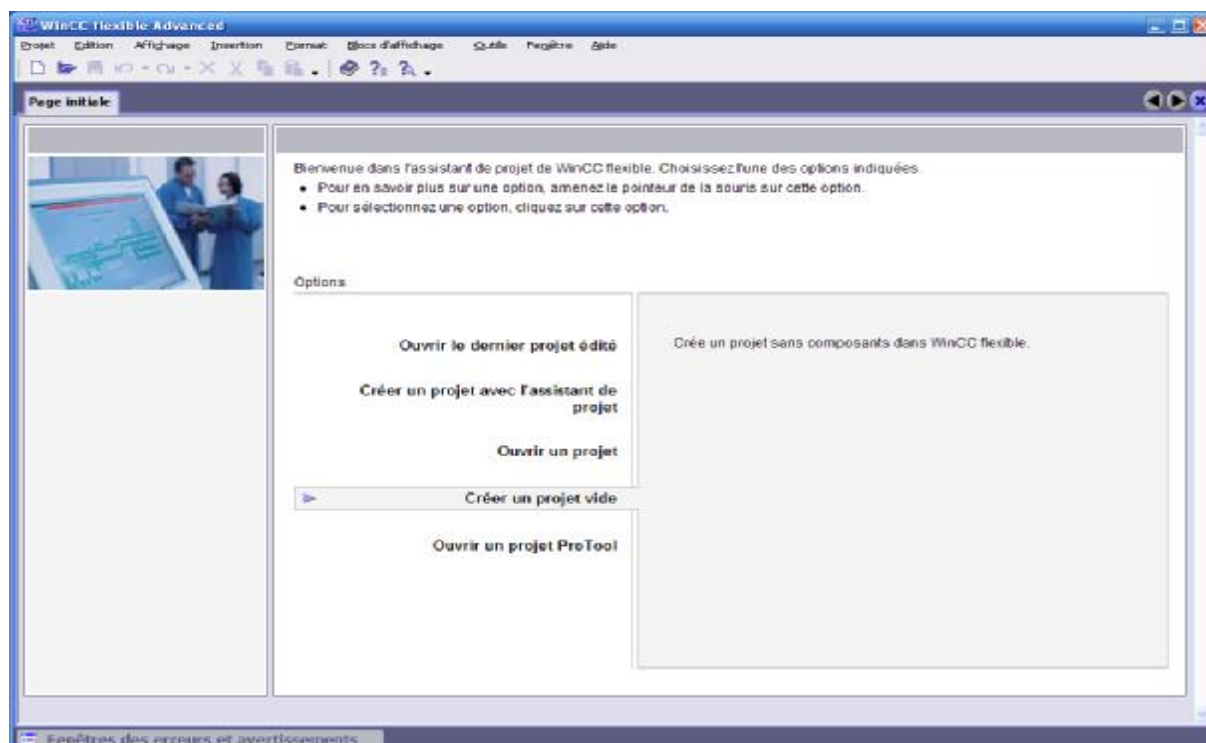 WinCC flexible Advanced
Projet Edition Affichage Insertion Format Blocs d'affichage Outils Fenêtre Aide
Page initiale
Bienvenue dans l'assistant de projet de WinCC flexible. Choisissez l'une des options indiquées.
• Pour en savoir plus sur une option, amenez le pointeur de la souris sur cette option.
• Pour sélectionnez une option, cliquez sur cette option.
Options
Ouvrir le dernier projet édité
Créer un projet avec l'assistant de
projet
Ouvrir un projet
Créer un projet vide
Ouvrir un projet ProTool
Crée un projet sans composants dans WinCC flexible.
Fenêtres des erreurs et avertissements